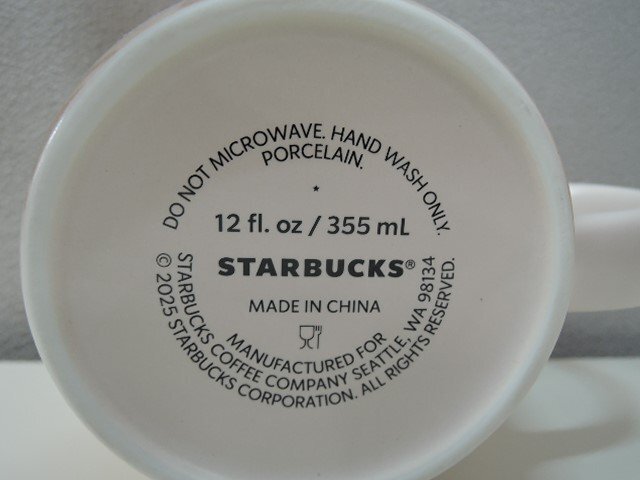 DO NOT MICROWAVE. HAND WASH ONLY.
PORCELAIN.
12 fl. oz / 355 mL
STARBUCKS®
MADE IN CHINA
MANUFACTURED FOR
STARBUCKS COFFEE COMPANY SEATTLE, WA 98134
© 2025 STARBUCKS CORPORATION. ALL RIGHTS RESERVED.